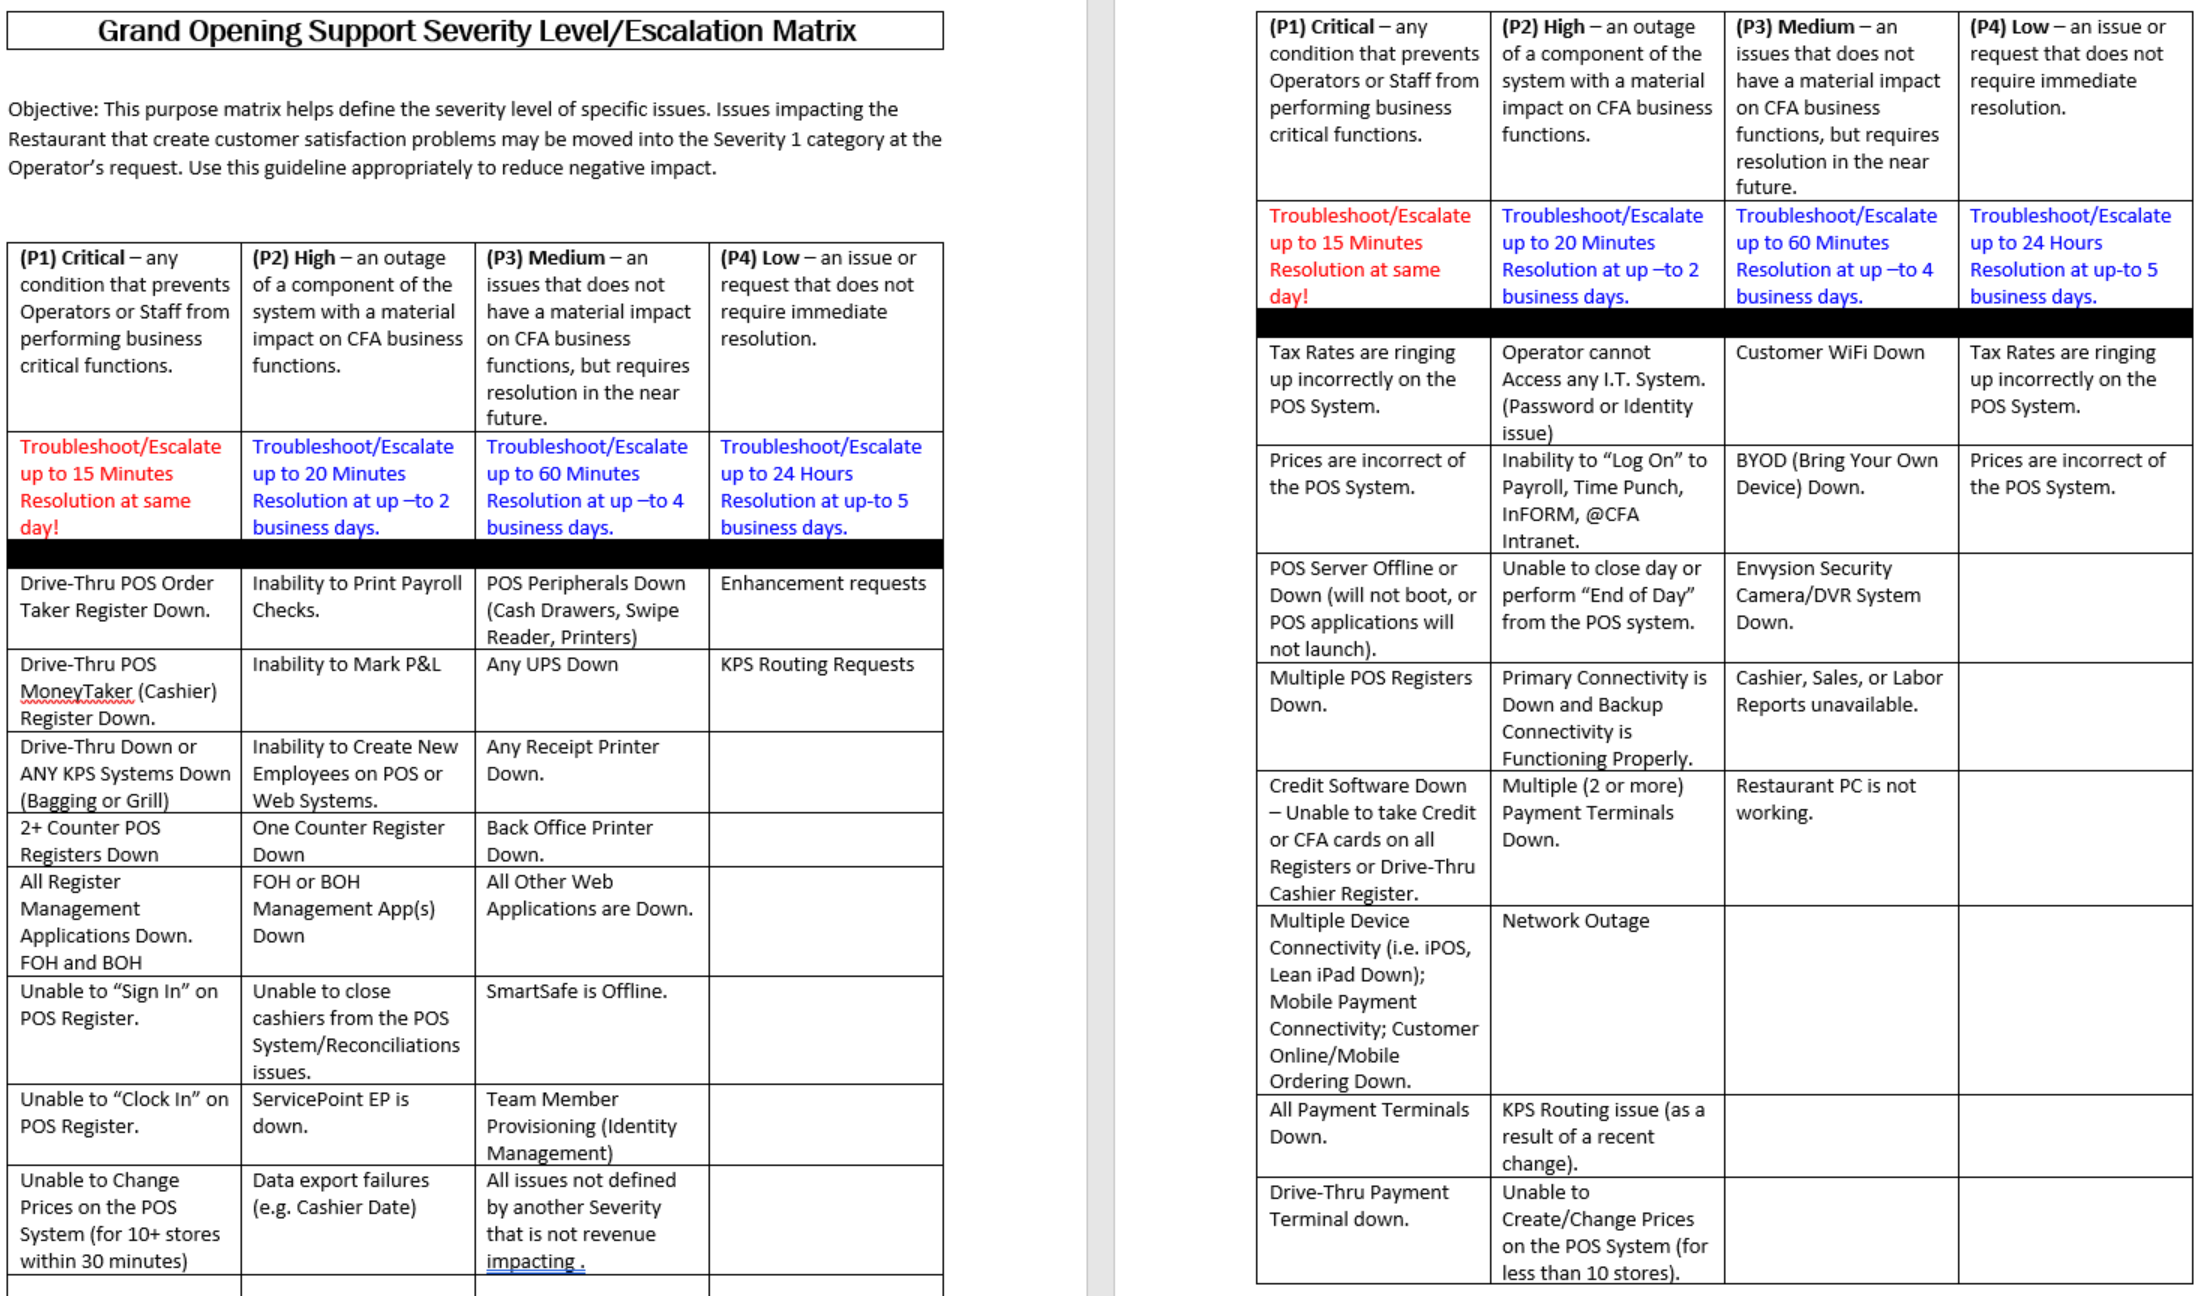 Grand Opening Support Severity Level/Escalation Matrix
Objective: This purpose matrix helps define the severity level of specific issues. Issues impacting the
Restaurant that create customer satisfaction problems may be moved into the Severity 1 category at the
Operator’s request. Use this guideline appropriately to reduce negative impact.
(P1) Critical – any
condition that prevents
Operators or Staff from
performing business
critical functions.
(P2) High – an outage
of a component of the
system with a material
impact on CFA business
functions.
(P3) Medium – an
issues that does not
have a material impact
on CFA business
functions, but requires
resolution in the near
future.
(P4) Low – an issue or
request that does not
require immediate
resolution.
Troubleshoot/Escalate
up to 15 Minutes
Resolution at same
day!
Troubleshoot/Escalate
up to 20 Minutes
Resolution at up –to 2
business days.
Troubleshoot/Escalate
up to 60 Minutes
Resolution at up –to 4
business days.
Troubleshoot/Escalate
up to 24 Hours
Resolution at up-to 5
business days.
Drive-Thru POS Order
Taker Register Down.
Inability to Print Payroll
Checks.
POS Peripherals Down
(Cash Drawers, Swipe
Reader, Printers)
Enhancement requests
Drive-Thru POS
MoneyTaker (Cashier)
Register Down.
Inability to Mark P&L
Any UPS Down
KPS Routing Requests
Drive-Thru Down or
ANY KPS Systems Down
(Bagging or Grill)
Inability to Create New
Employees on POS or
Web Systems.
Any Receipt Printer
Down.
2+ Counter POS
Registers Down
One Counter Register
Down
Back Office Printer
Down.
All Register
Management
Applications Down.
FOH and BOH
FOH or BOH
Management App(s)
Down
All Other Web
Applications are Down.
Unable to “Sign In” on
POS Register.
Unable to close
cashiers from the POS
System/Reconciliations
issues.
SmartSafe is Offline.
Unable to “Clock In” on
POS Register.
ServicePoint EP is
down.
Team Member
Provisioning (Identity
Management)
Unable to Change
Prices on the POS
System (for 10+ stores
within 30 minutes)
Data export failures
(e.g. Cashier Date)
All issues not defined
by another Severity
that is not revenue
impacting .
(P1) Critical – any
condition that prevents
Operators or Staff from
performing business
critical functions.
(P2) High – an outage
of a component of the
system with a material
impact on CFA business
functions.
(P3) Medium – an
issues that does not
have a material impact
on CFA business
functions, but requires
resolution in the near
future.
(P4) Low – an issue or
request that does not
require immediate
resolution.
Troubleshoot/Escalate
up to 15 Minutes
Resolution at same
day!
Troubleshoot/Escalate
up to 20 Minutes
Resolution at up –to 2
business days.
Troubleshoot/Escalate
up to 60 Minutes
Resolution at up –to 4
business days.
Troubleshoot/Escalate
up to 24 Hours
Resolution at up-to 5
business days.
Tax Rates are ringing
up incorrectly on the
POS System.
Operator cannot
Access any I.T. System.
(Password or Identity
issue)
Customer WiFi Down
Tax Rates are ringing
up incorrectly on the
POS System.
Prices are incorrect of
the POS System.
Inability to “Log On” to
Payroll, Time Punch,
InFORM, @CFA
Intranet.
BYOD (Bring Your Own
Device) Down.
Prices are incorrect of
the POS System.
POS Server Offline or
Down (will not boot, or
POS applications will
not launch).
Unable to close day or
perform “End of Day”
from the POS system.
Envysion Security
Camera/DVR System
Down.
Multiple POS Registers
Down.
Primary Connectivity is
Down and Backup
Connectivity is
Functioning Properly.
Cashier, Sales, or Labor
Reports unavailable.
Credit Software Down
– Unable to take Credit
or CFA cards on all
Registers or Drive-Thru
Cashier Register.
Multiple (2 or more)
Payment Terminals
Down.
Restaurant PC is not
working.
Multiple Device
Connectivity (i.e. iPOS,
Lean iPad Down);
Mobile Payment
Connectivity; Customer
Online/Mobile
Ordering Down.
Network Outage
All Payment Terminals
Down.
KPS Routing issue (as a
result of a recent
change).
Drive-Thru Payment
Terminal down.
Unable to
Create/Change Prices
on the POS System (for
less than 10 stores).